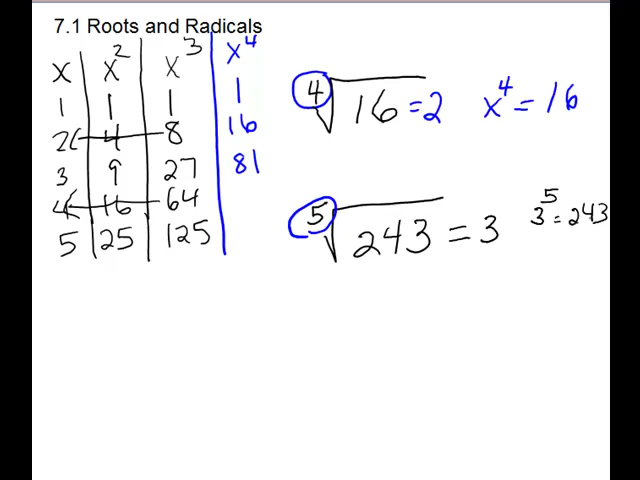 7.1 Roots and Radicals
x x² x³ x⁴
1 1 1 1
2 4 8 16
3 9 27 81
4 16 64
5 25 125
⁴√16 = 2 x⁴ = 16
⁵√243 = 3 3⁵ = 243